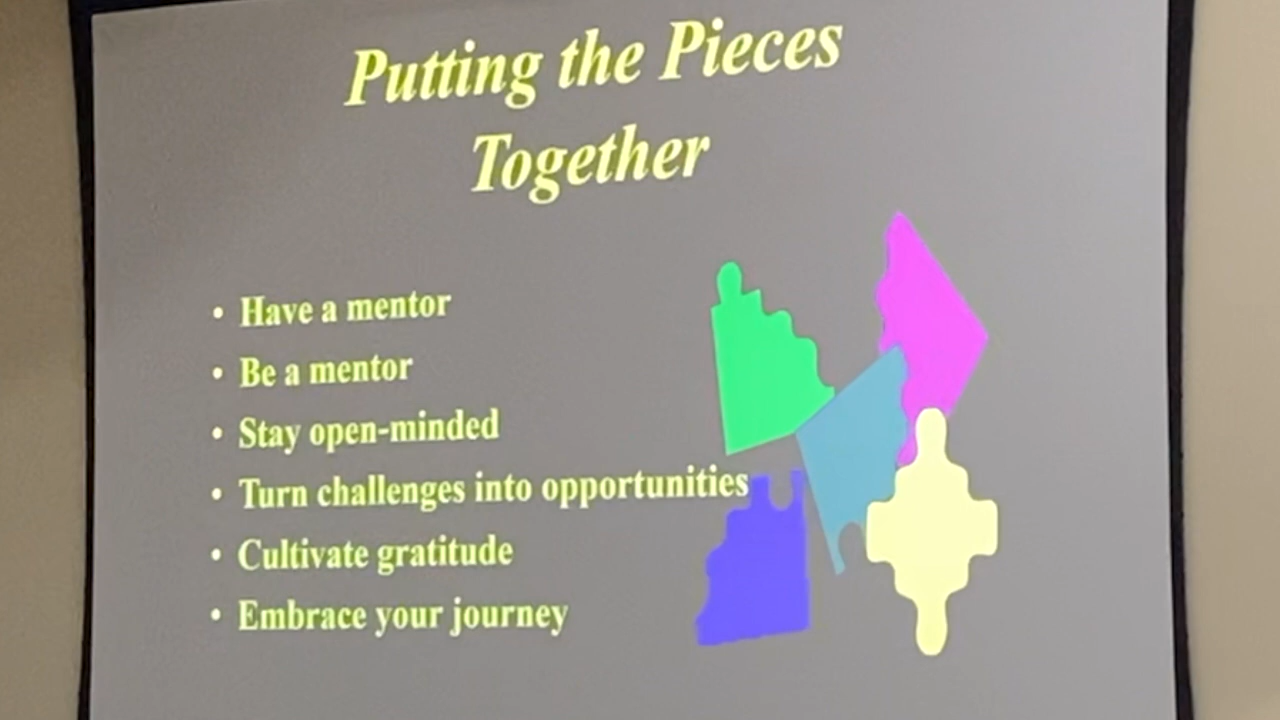 Putting the Pieces
Together
• Have a mentor
• Be a mentor
• Stay open-minded
• Turn challenges into opportunities
• Cultivate gratitude
• Embrace your journey